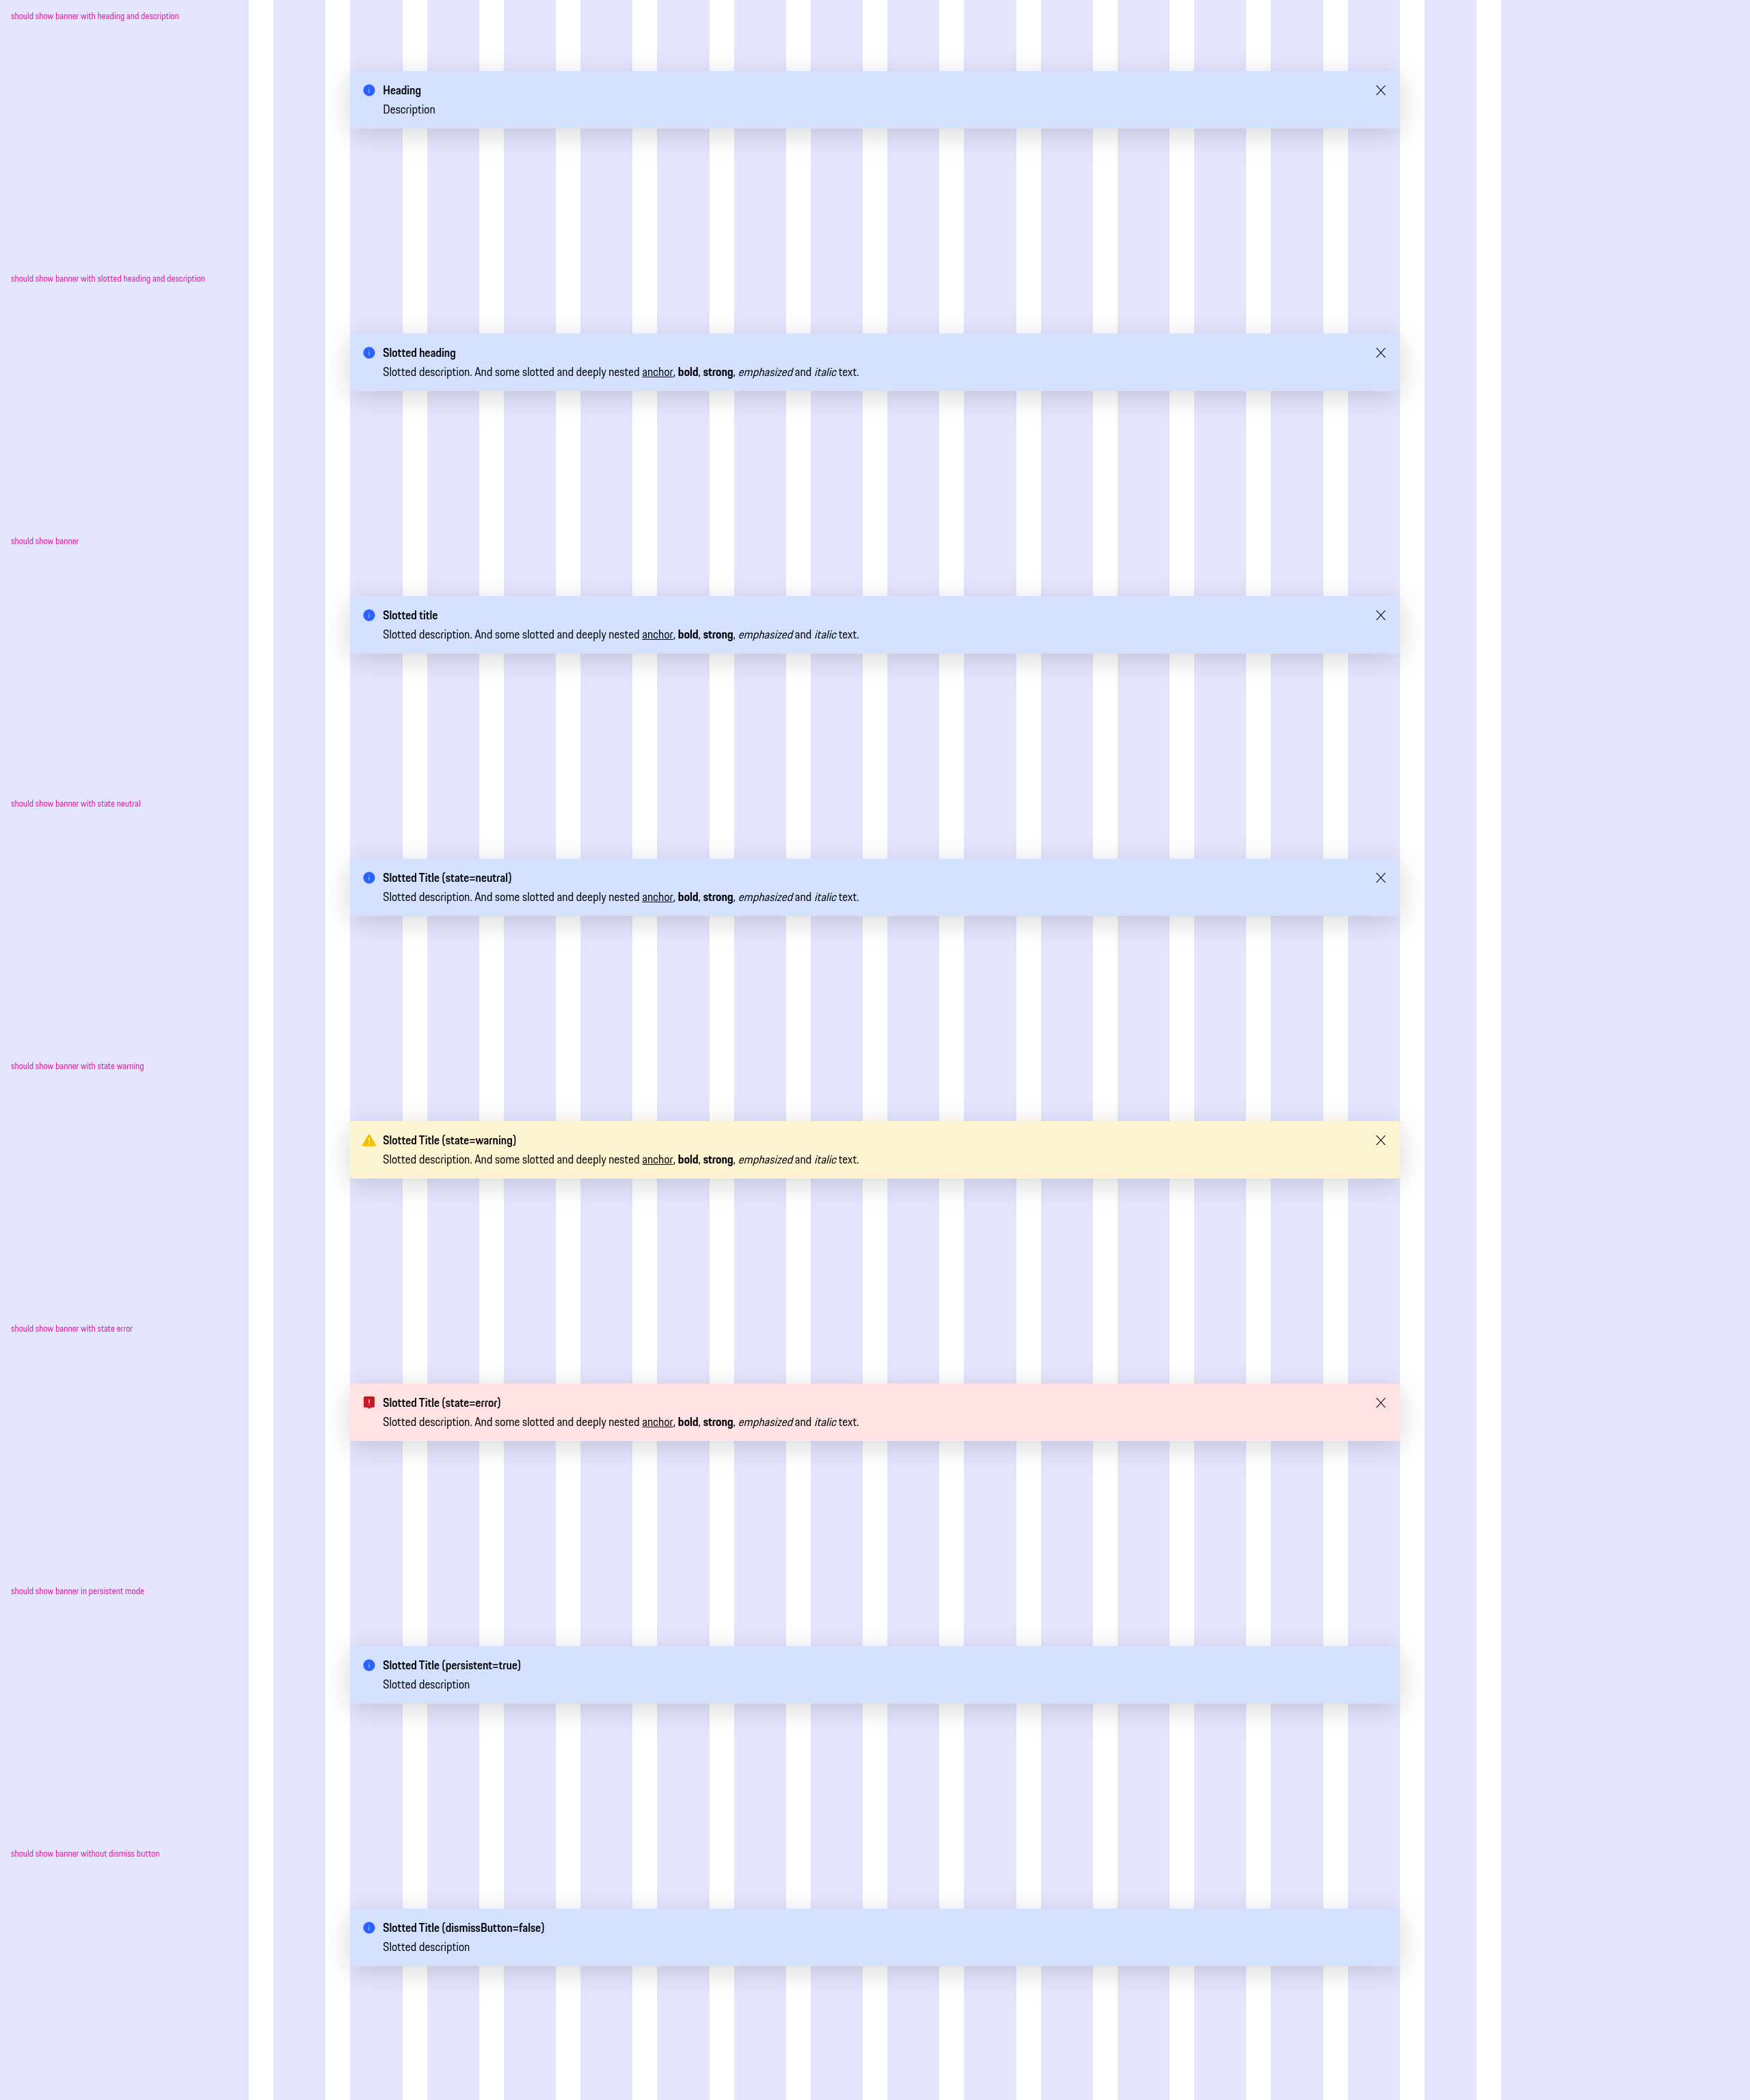 should show banner with heading and description
Heading
Description
should show banner with slotted heading and description
Slotted heading
Slotted description. And some slotted and deeply nested anchor, bold, strong, emphasized and italic text.
should show banner
Slotted title
Slotted description. And some slotted and deeply nested anchor, bold, strong, emphasized and italic text.
should show banner with state neutral
Slotted Title (state=neutral)
Slotted description. And some slotted and deeply nested anchor, bold, strong, emphasized and italic text.
should show banner with state warning
Slotted Title (state=warning)
Slotted description. And some slotted and deeply nested anchor, bold, strong, emphasized and italic text.
should show banner with state error
Slotted Title (state=error)
Slotted description. And some slotted and deeply nested anchor, bold, strong, emphasized and italic text.
should show banner in persistent mode
Slotted Title (persistent=true)
Slotted description
should show banner without dismiss button
Slotted Title (dismissButton=false)
Slotted description